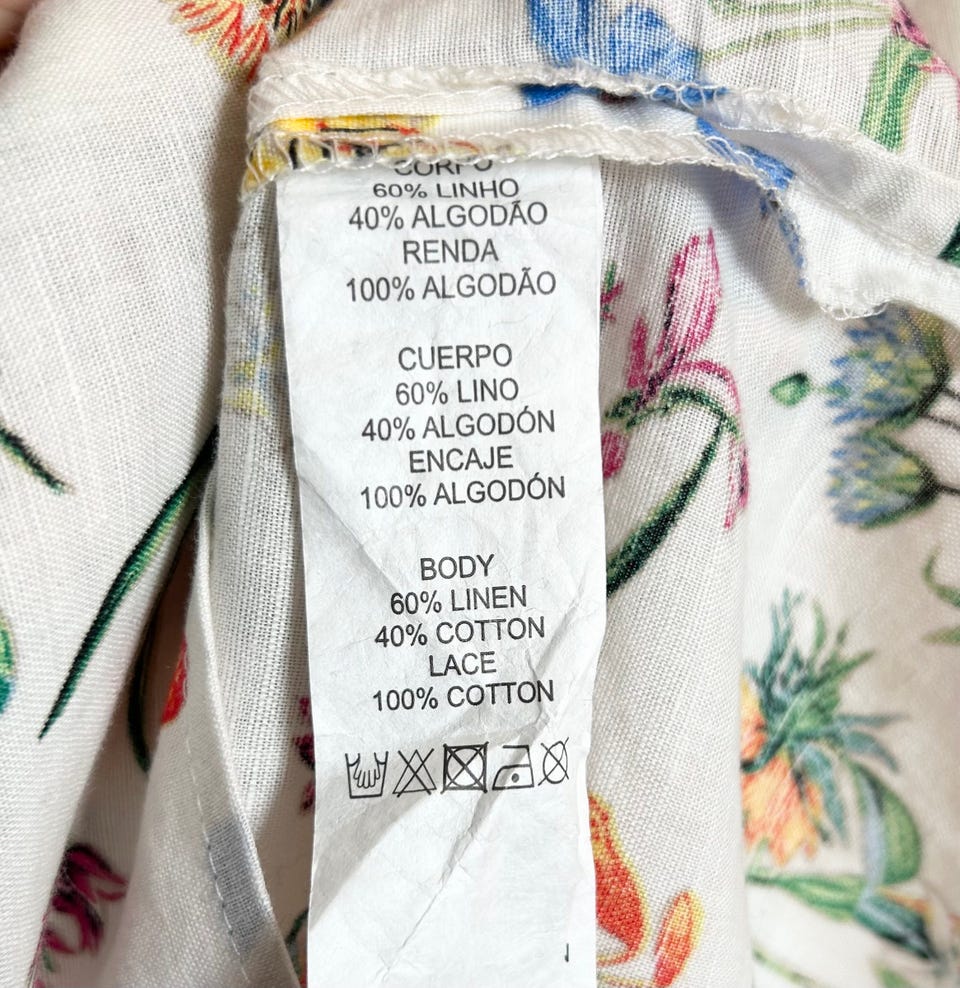 CORPO
60% LINHO
40% ALGODÃO
RENDA
100% ALGODÃO
CUERPO
60% LINO
40% ALGODÓN
ENCAJE
100% ALGODÓN
BODY
60% LINEN
40% COTTON
LACE
100% COTTON